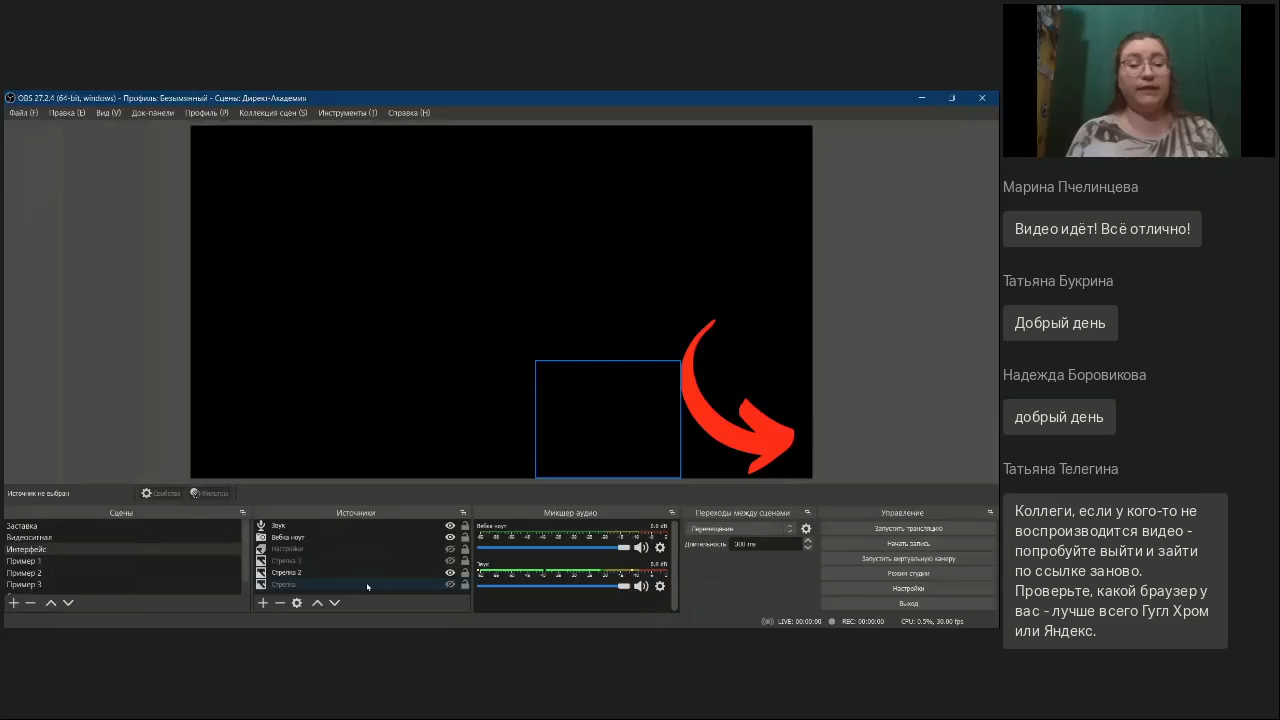 OBS 27.2.4 (64-bit, windows) - Профиль: Безымянный - Сцены: Директ-Академия
Файл (F) Правка (E) Вид (V) Док-панели Профиль (P) Коллекция сцен (S) Инструменты (T) Справка (H)
Источник не выбран Свойства Фильтры
Сцены
Заставка
Видеосигнал
Интерфейс
Пример 1
Пример 2
Пример 3
Источники
Звук
Вебка ноут
Настройки
Стрелка 3
Стрелка 2
Стрелка
Микшер аудио
Вебка ноут 0.0 dB
Звук 0.0 dB
Переходы между сценами
Перемещение
Длительность 300 ms
Управление
Запустить трансляцию
Начать запись
Запустить виртуальную камеру
Режим студии
Настройки
Выход
LIVE: 00:00:00 REC: 00:00:00 CPU: 0.5%, 30.00 fps
Марина Пчелинцева
Видео идёт! Всё отлично!
Татьяна Букрина
Добрый день
Надежда Боровикова
добрый день
Татьяна Телегина
Коллеги, если у кого-то не
воспроизводится видео -
попробуйте выйти и зайти
по ссылке заново.
Проверьте, какой браузер у
вас - лучше всего Гугл Хром
или Яндекс.